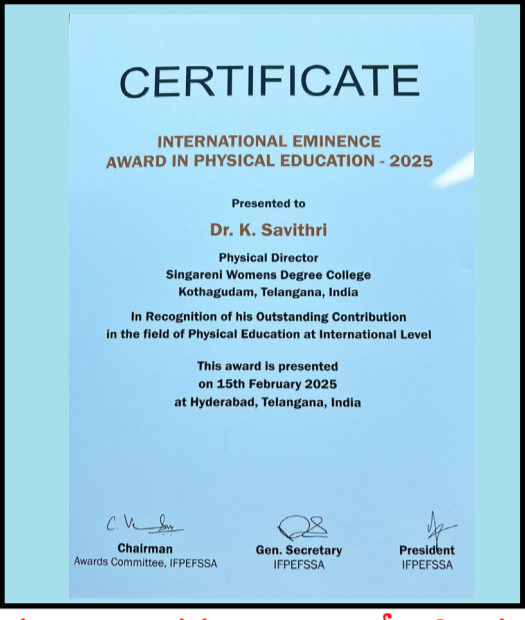 CERTIFICATE
INTERNATIONAL EMINENCE
AWARD IN PHYSICAL EDUCATION - 2025
Presented to
Dr. K. Savithri
Physical Director
Singareni Womens Degree College
Kothagudam, Telangana, India
In Recognition of his Outstanding Contribution
in the field of Physical Education at International Level
This award is presented
on 15th February 2025
at Hyderabad, Telangana, India
Chairman
Awards Committee, IFPEFSSA
Gen. Secretary
IFPEFSSA
President
IFPEFSSA